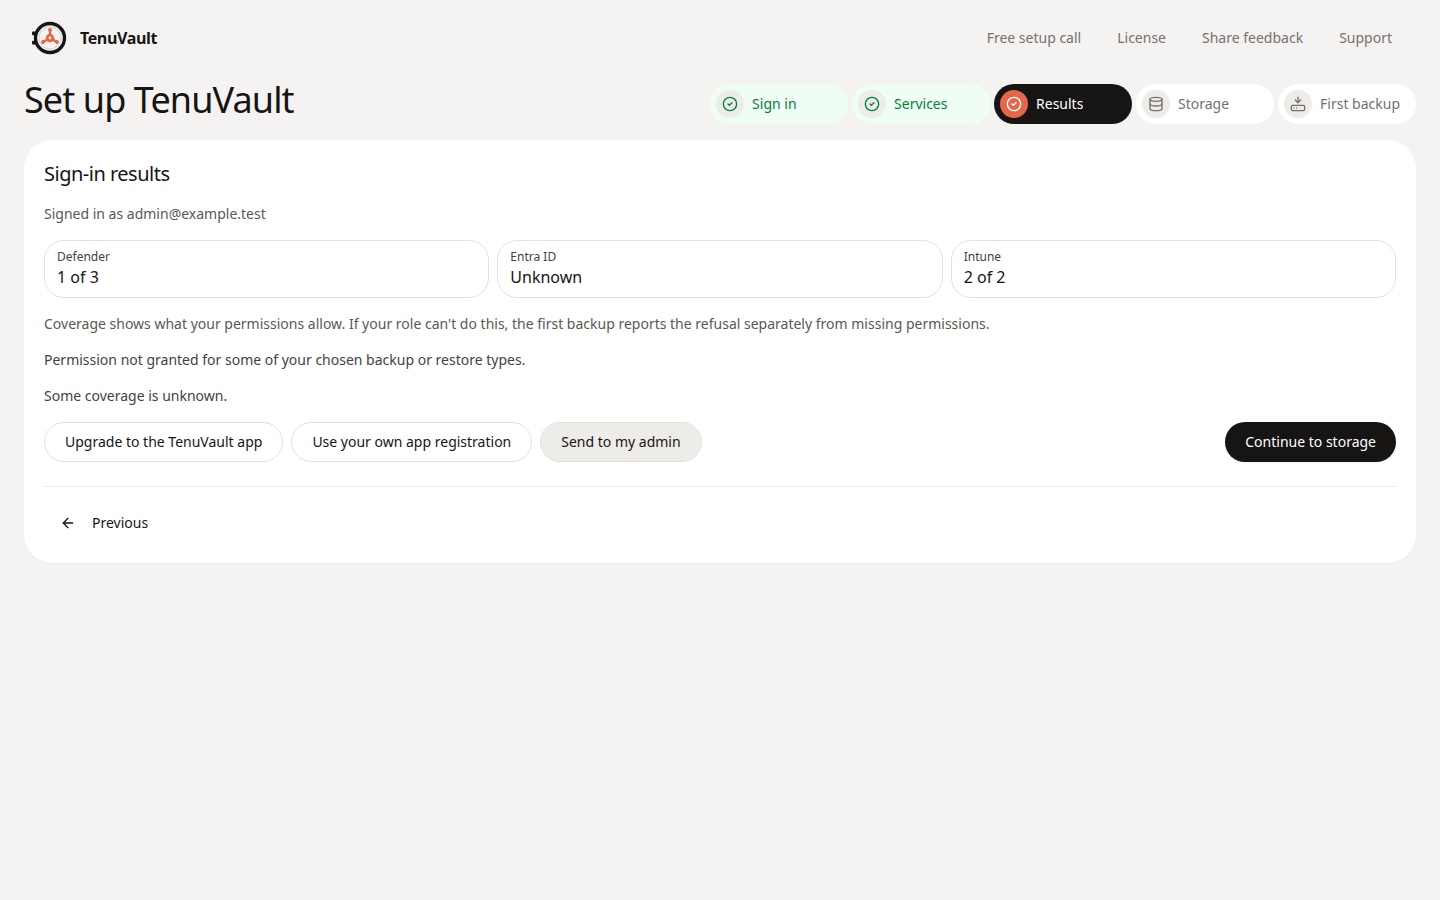 TenuVault
Free setup call
License
Share feedback
Support
Set up TenuVault
Sign in
Services
Results
Storage
First backup
Sign-in results
Signed in as admin@example.test
Defender
1 of 3
Entra ID
Unknown
Intune
2 of 2
Coverage shows what your permissions allow. If your role can't do this, the first backup reports the refusal separately from missing permissions.
Permission not granted for some of your chosen backup or restore types.
Some coverage is unknown.
Upgrade to the TenuVault app
Use your own app registration
Send to my admin
Continue to storage
Previous